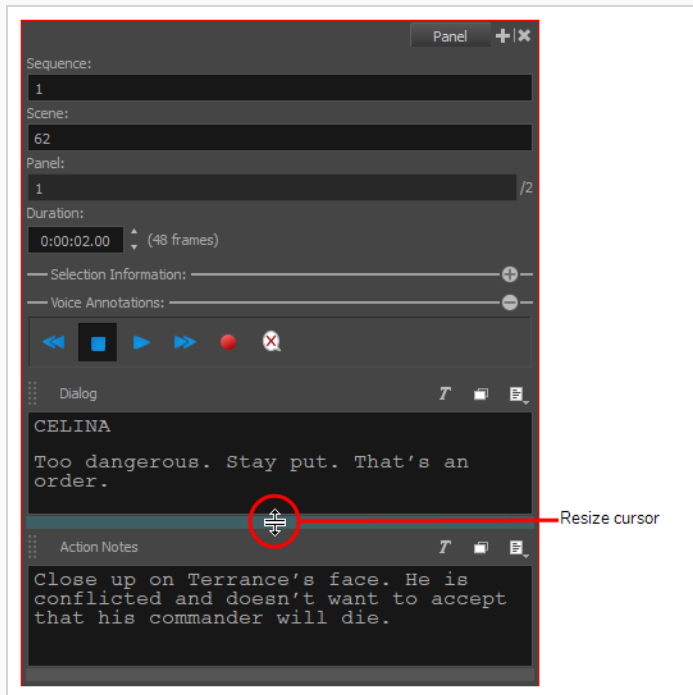 Panel
Sequence:
1
Scene:
62
Panel:
1 /2
Duration:
0:00:02.00 (48 frames)
Selection Information:
Voice Annotations:
Dialog T
CELINA
Too dangerous. Stay put. That's an
order.
Resize cursor
Action Notes T
Close up on Terrance's face. He is
conflicted and doesn't want to accept
that his commander will die.